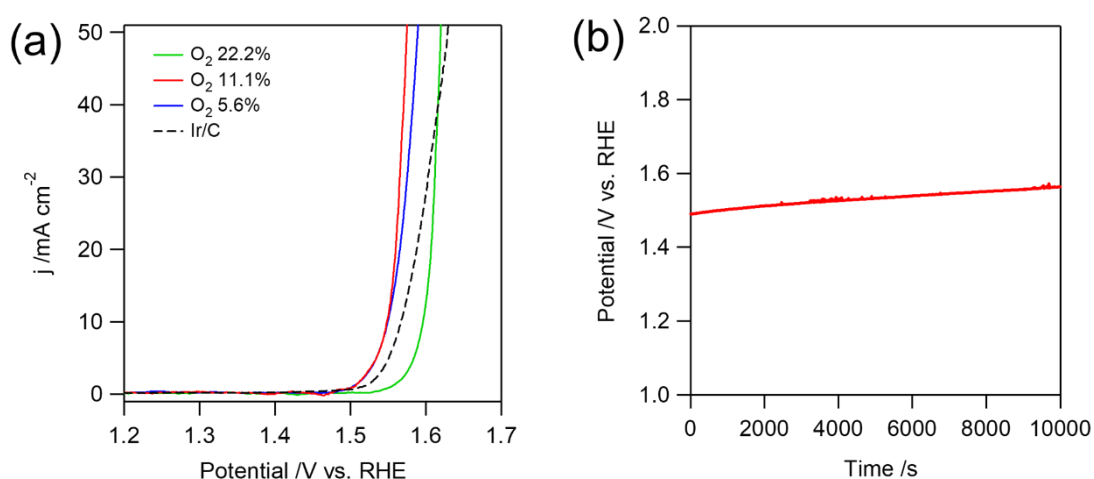 (a)
50
40
30
20
10
0
j /mA cm⁻²
O₂ 22.2%
O₂ 11.1%
O₂ 5.6%
Ir/C
1.2 1.3 1.4 1.5 1.6 1.7
Potential /V vs. RHE
(b)
2.0
1.8
1.6
1.4
1.2
1.0
Potential /V vs. RHE
0 2000 4000 6000 8000 10000
Time /s